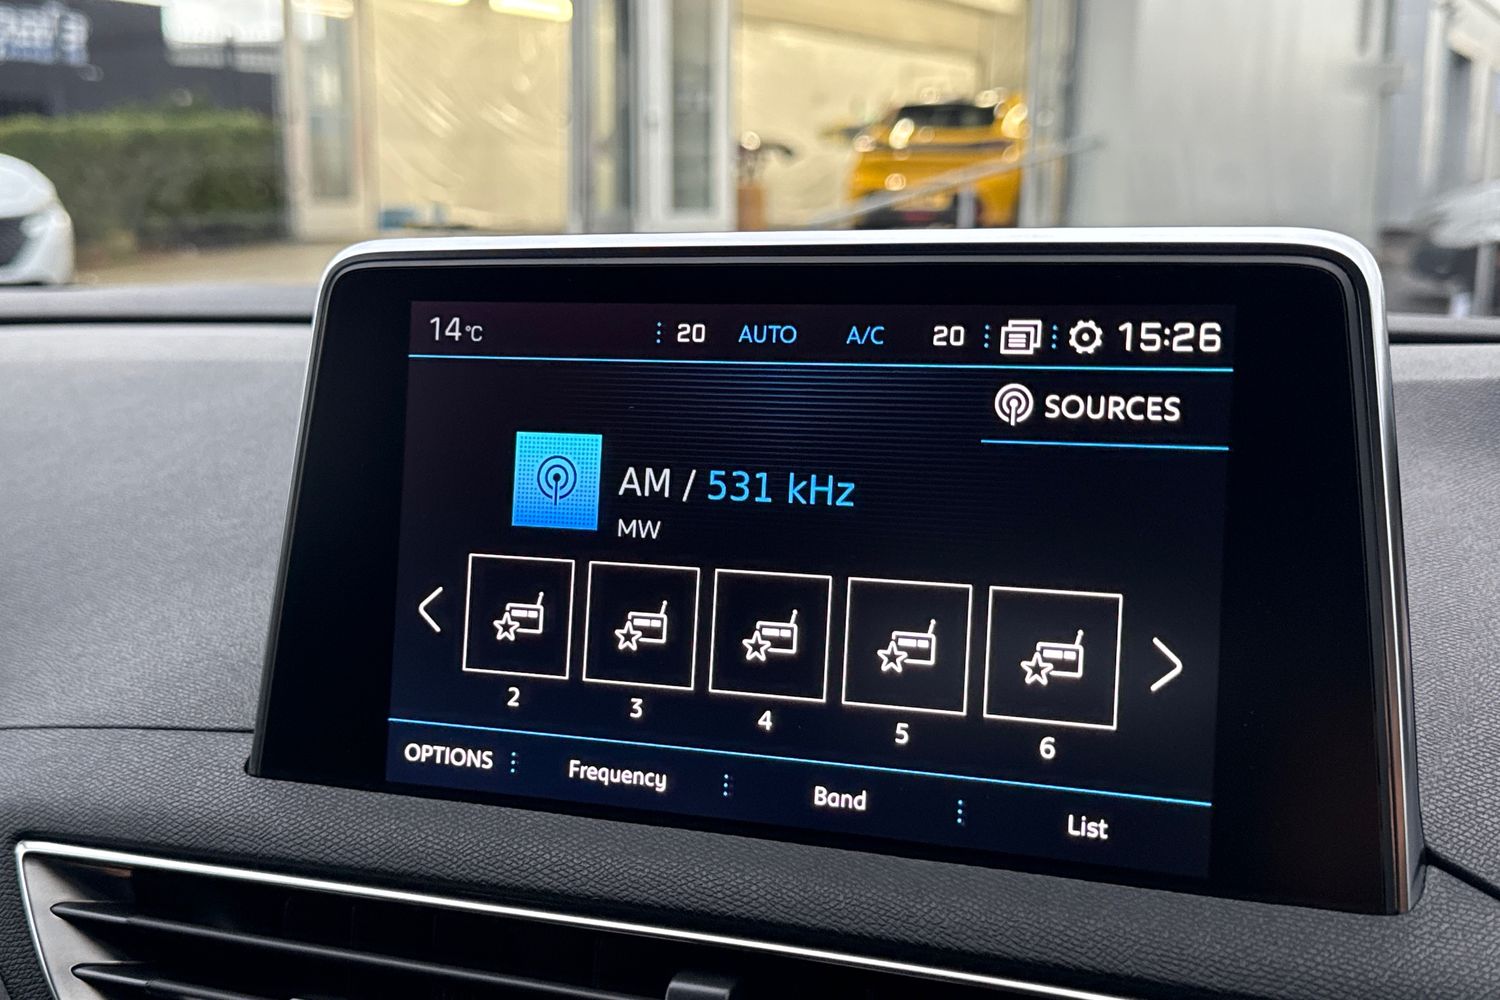 14°C 20 AUTO A/C 20 15:26
SOURCES
AM / 531 kHz
MW
2 3 4 5 6
OPTIONS Frequency Band List